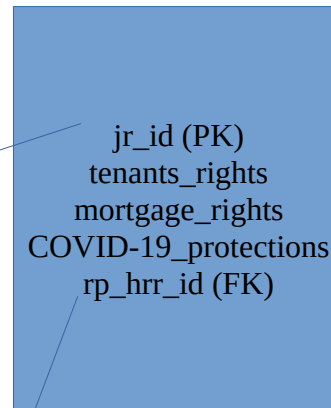 jr_id (PK)
tenants_rights
mortgage_rights
COVID-19_protections
rp_hrr_id (FK)